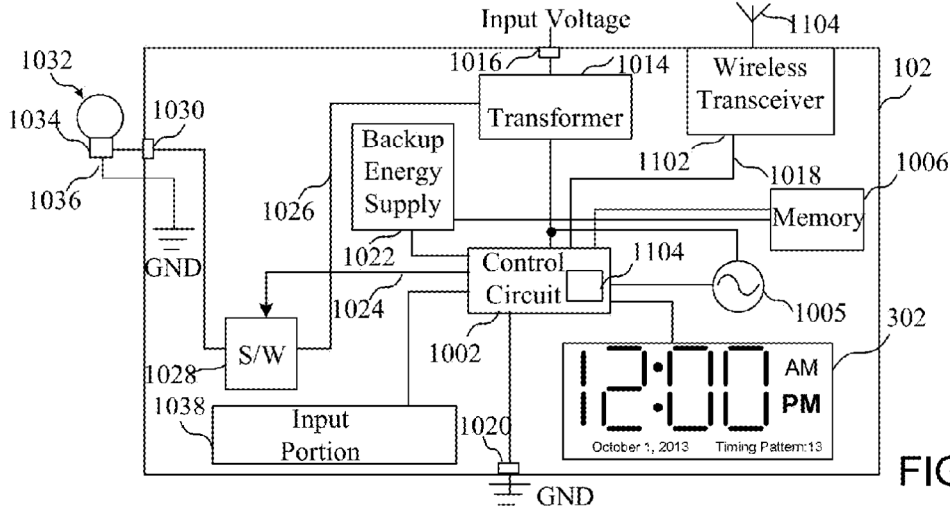 Input Voltage
1104
1032
1016
1014
Wireless
Transceiver
102
1034
1030
Transformer
Backup
Energy
Supply
1102
1018
1006
1036
1026
Memory
GND
1022
Control
Circuit
1104
1024
1005
S/W
1002
302
1028
12:00
AM
PM
1038
Input
Portion
1020
October 1, 2013
Timing Pattern:13
GND
FIG